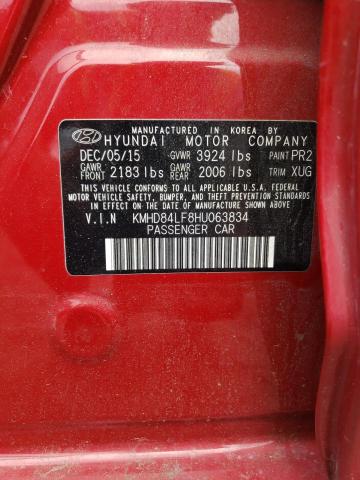 MANUFACTURED IN KOREA BY
HYUNDAI MOTOR COMPANY
DEC/05/15 GVWR 3924 lbs PAINT PR2
GAWR FRONT 2183 lbs GAWR REAR 2006 lbs TRIM XUG
THIS VEHICLE CONFORMS TO ALL APPLICABLE U.S.A. FEDERAL
MOTOR VEHICLE SAFETY, BUMPER, AND THEFT PREVENTION
STANDARDS IN EFFECT ON THE DATE OF MANUFACTURE
SHOWN ABOVE.
V.I.N KMHD84LF8HU063834
PASSENGER CAR